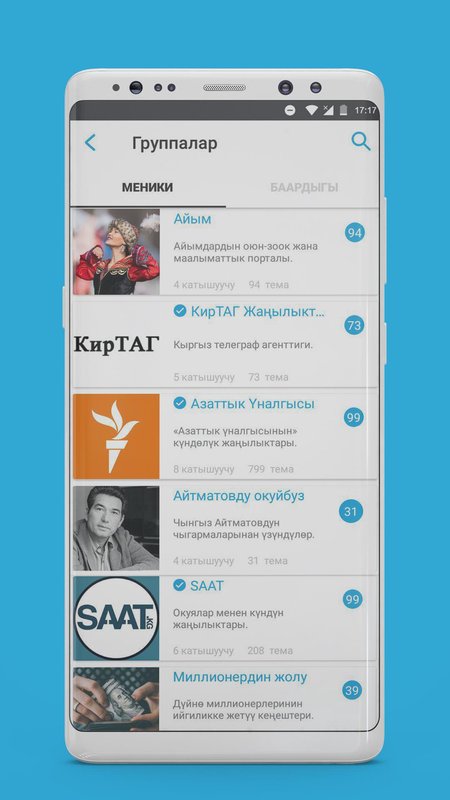 17:17
Группалар
МЕНИКИ
БААРДЫГЫ
Айым
94
Айымдардын оюн-зоок жана
маалыматтык порталы.
4 катышуучу 94 тема
КирТАГ
КирТАГ Жаңылыкт...
73
Кыргыз телеграф агенттиги.
5 катышуучу 73 тема
Азаттык Үналгысы
99
«Азаттык үналгысынын»
күндөлүк жаңылыктары.
8 катышуучу 799 тема
Айтматовду окуйбуз
31
Чынгыз Айтматовдун
чыгармаларынан үзүндүлөр.
4 катышуучу 31 тема
SAAT.KG
SAAT
99
Окуялар менен күндүн
жаңылыктары.
6 катышуучу 208 тема
Миллионердин жолу
39
Дүйнө миллионерлеринин
ийгиликке жетүү кеңештери.